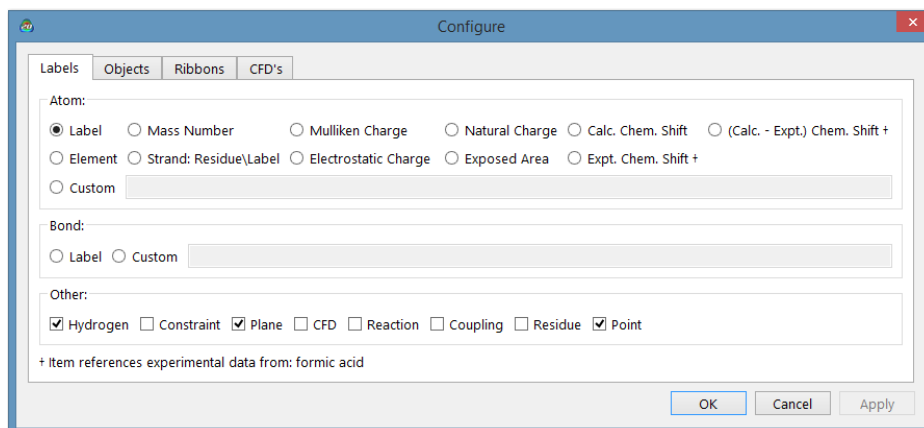 Configure
Labels Objects Ribbons CFD's
Atom:
Label Mass Number Mulliken Charge Natural Charge Calc. Chem. Shift (Calc. - Expt.) Chem. Shift †
Element Strand: Residue\Label Electrostatic Charge Exposed Area Expt. Chem. Shift †
Custom
Bond:
Label Custom
Other:
Hydrogen Constraint Plane CFD Reaction Coupling Residue Point
† Item references experimental data from: formic acid
OK Cancel Apply